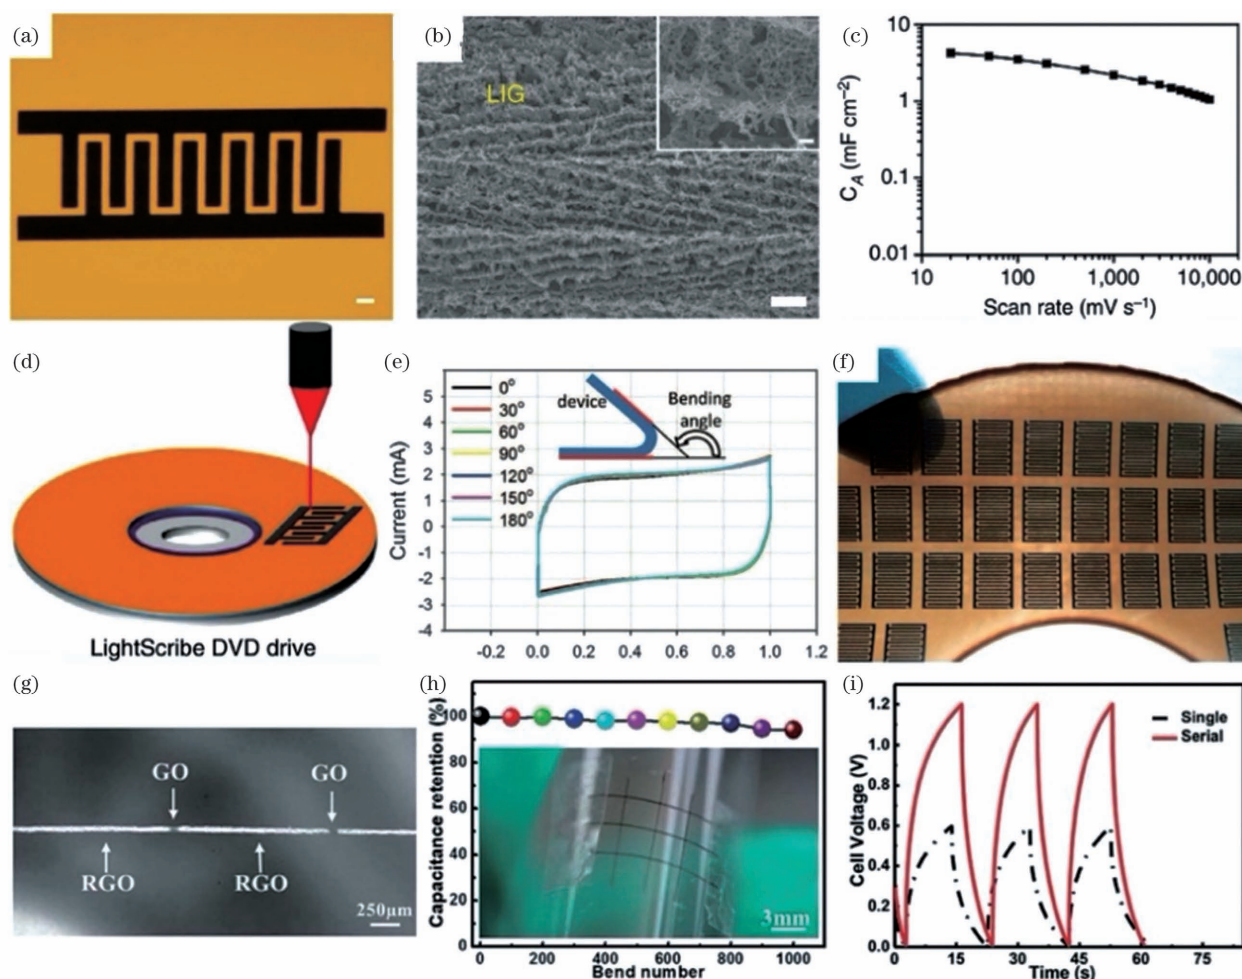 (a)
(b)
LIG
(c)
10
1
0.1
0.01
C_A (mF cm⁻²)
10
100
1,000
10,000
Scan rate (mV s⁻¹)
(d)
LightScribe DVD drive
(e)
5
4
3
2
1
0
-1
-2
-3
-4
Current (mA)
0°
30°
60°
90°
120°
150°
180°
device
Bending
angle
-0.2
0.0
0.2
0.4
0.6
0.8
1.0
1.2
(f)
(g)
GO
GO
RGO
RGO
250μm
(h)
100
80
60
40
20
0
Capacitance retention (%)
3mm
0
200
400
600
800
1000
Bend number
(i)
1.2
1.0
0.8
0.6
0.4
0.2
0.0
Cell Voltage (V)
Single
Serial
0
15
30
45
60
75
Time (s)